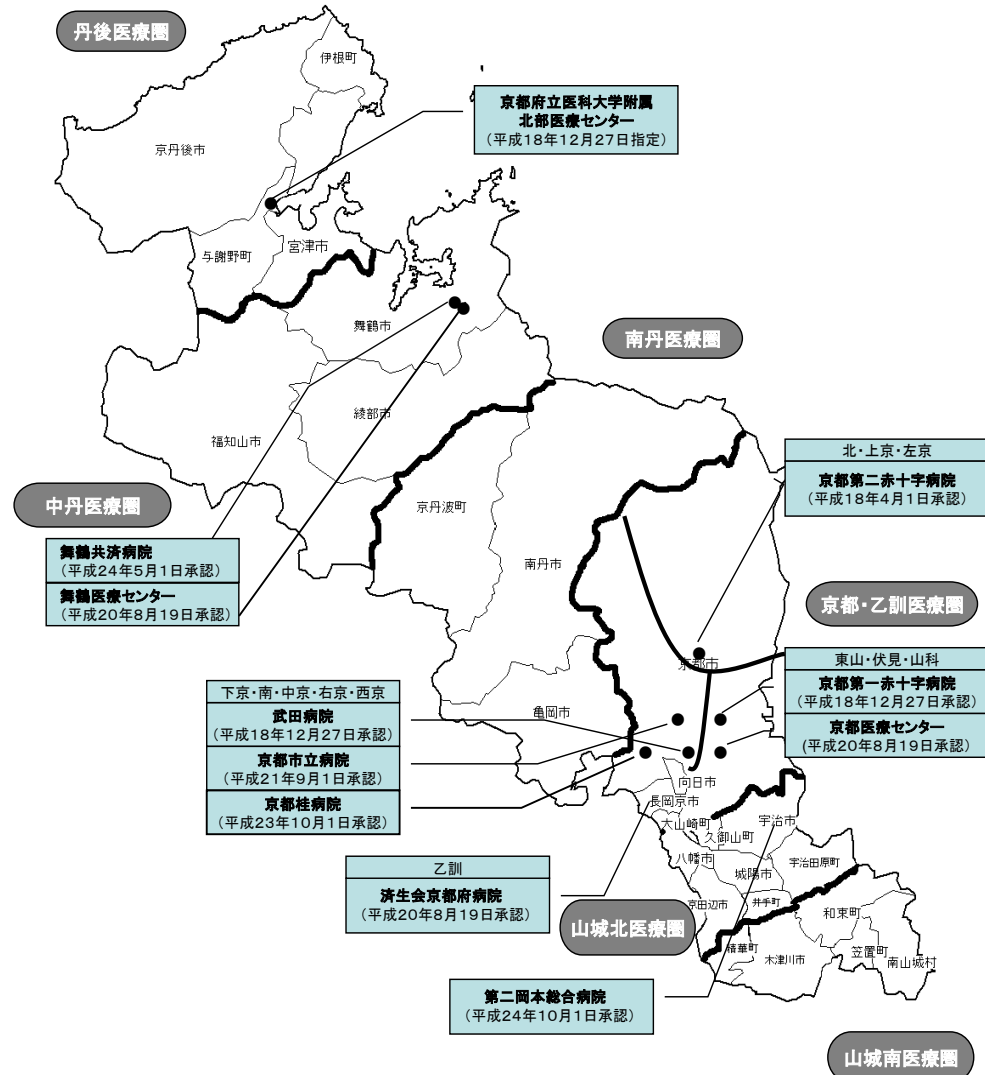 丹後医療圏
伊根町
京都府立医科大学附属
北部医療センター
(平成18年12月27日指定)
京丹後市
宮津市
与謝野町
舞鶴市
南丹医療圏
綾部市
福知山市
中丹医療圏
舞鶴共済病院
(平成24年5月1日承認)
舞鶴医療センター
(平成20年8月19日承認)
京丹波町
南丹市
北・上京・左京
京都第二赤十字病院
(平成18年4月1日承認)
京都・乙訓医療圏
京都市
東山・伏見・山科
京都第一赤十字病院
(平成18年12月27日承認)
京都医療センター
(平成20年8月19日承認)
下京・南・中京・右京・西京
武田病院
(平成18年12月27日承認)
京都市立病院
(平成21年9月1日承認)
京都桂病院
(平成23年10月1日承認)
亀岡市
向日市
長岡京市
大山崎町
久御山町
宇治市
八幡市
城陽市
宇治田原町
京田辺市
井手町
和束町
精華町
木津川市
笠置町
南山城村
乙訓
済生会京都府病院
(平成20年8月19日承認)
山城北医療圏
第二岡本総合病院
(平成24年10月1日承認)
山城南医療圏